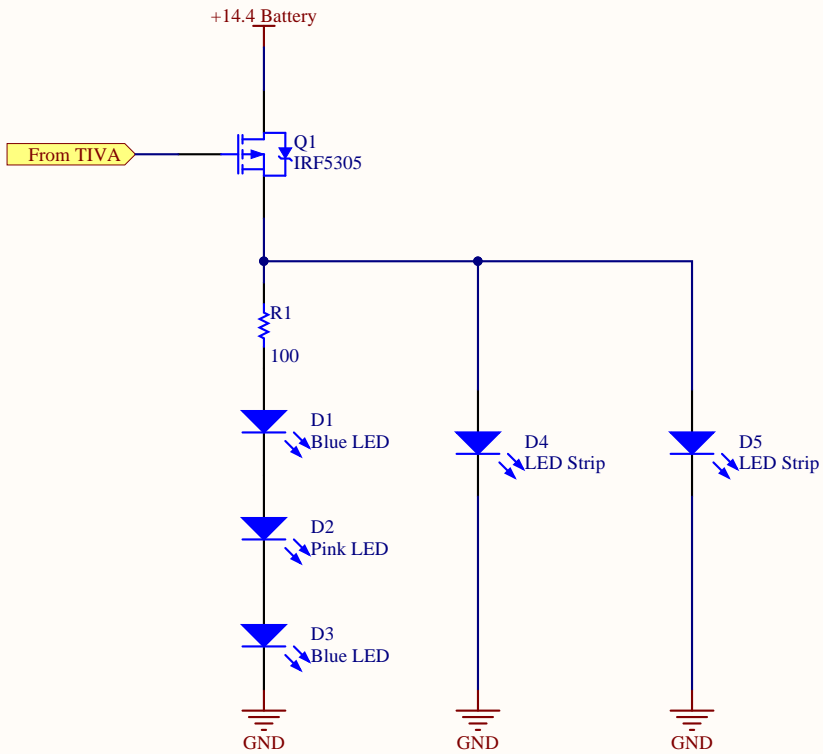 +14.4 Battery
From TIVA
Q1
IRF5305
R1
100
D1
Blue LED
D2
Pink LED
D3
Blue LED
D4
LED Strip
D5
LED Strip
GND
GND
GND